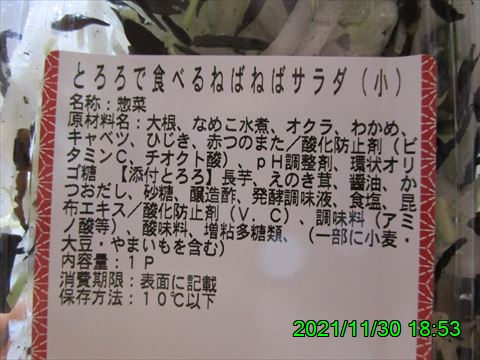 とろろで食べるねばねばサラダ（小）
名称：惣菜
原材料名：大根、なめこ水煮、オクラ、わかめ、
キャベツ、ひじき、赤つのまた／酸化防止剤（ビ
タミンC、チオクト酸）、pH調整剤、環状オリ
ゴ糖　【添付とろろ】長芋、えのき茸、醤油、か
つおだし、砂糖、醸造酢、発酵調味液、食塩、昆
布エキス／酸化防止剤（V．C）、調味料（アミ
ノ酸等）、酸味料、増粘多糖類、（一部に小麦・
大豆・やまいもを含む）
内容量：1P
消費期限：表面に記載
保存方法：10℃以下
2021/11/30 18:53